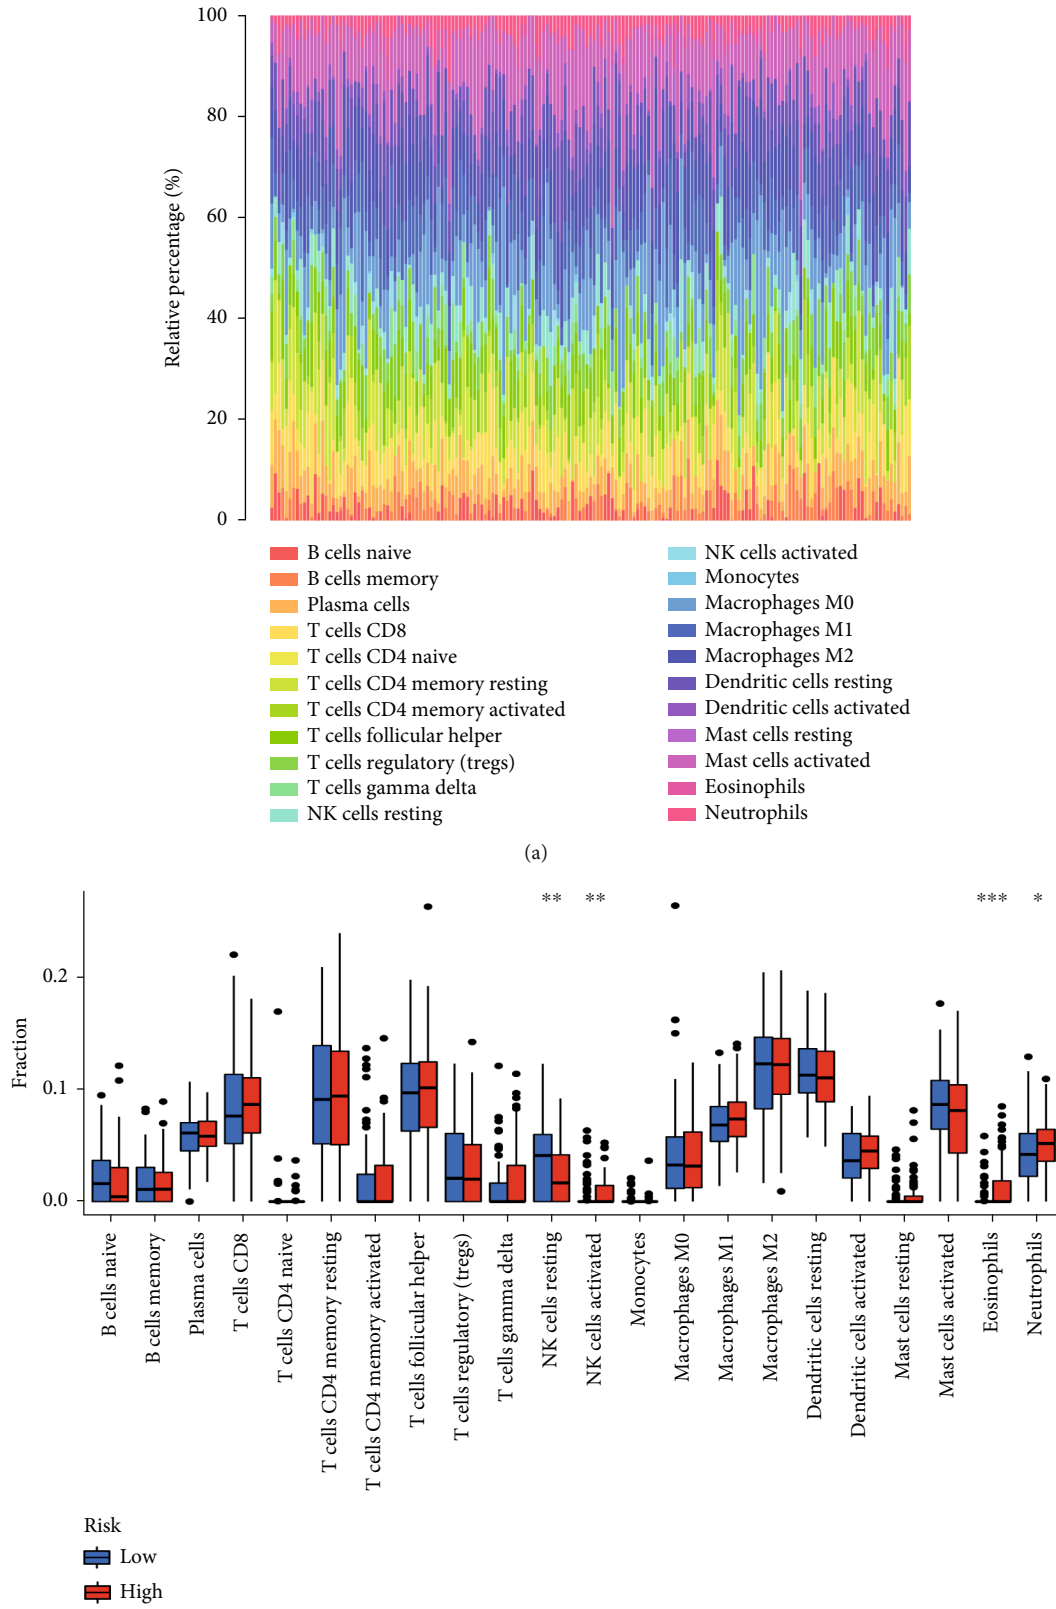 100
80
60
40
20
0
Relative percentage (%)
B cells naive
B cells memory
Plasma cells
T cells CD8
T cells CD4 naive
T cells CD4 memory resting
T cells CD4 memory activated
T cells follicular helper
T cells regulatory (tregs)
T cells gamma delta
NK cells resting
NK cells activated
Monocytes
Macrophages M0
Macrophages M1
Macrophages M2
Dendritic cells resting
Dendritic cells activated
Mast cells resting
Mast cells activated
Eosinophils
Neutrophils
(a)
** ** *** *
0.2
0.1
0.0
Fraction
B cells naive
B cells memory
Plasma cells
T cells CD8
T cells CD4 naive
T cells CD4 memory resting
T cells CD4 memory activated
T cells follicular helper
T cells regulatory (tregs)
T cells gamma delta
NK cells resting
NK cells activated
Monocytes
Macrophages M0
Macrophages M1
Macrophages M2
Dendritic cells resting
Dendritic cells activated
Mast cells resting
Mast cells activated
Eosinophils
Neutrophils
Risk
Low
High